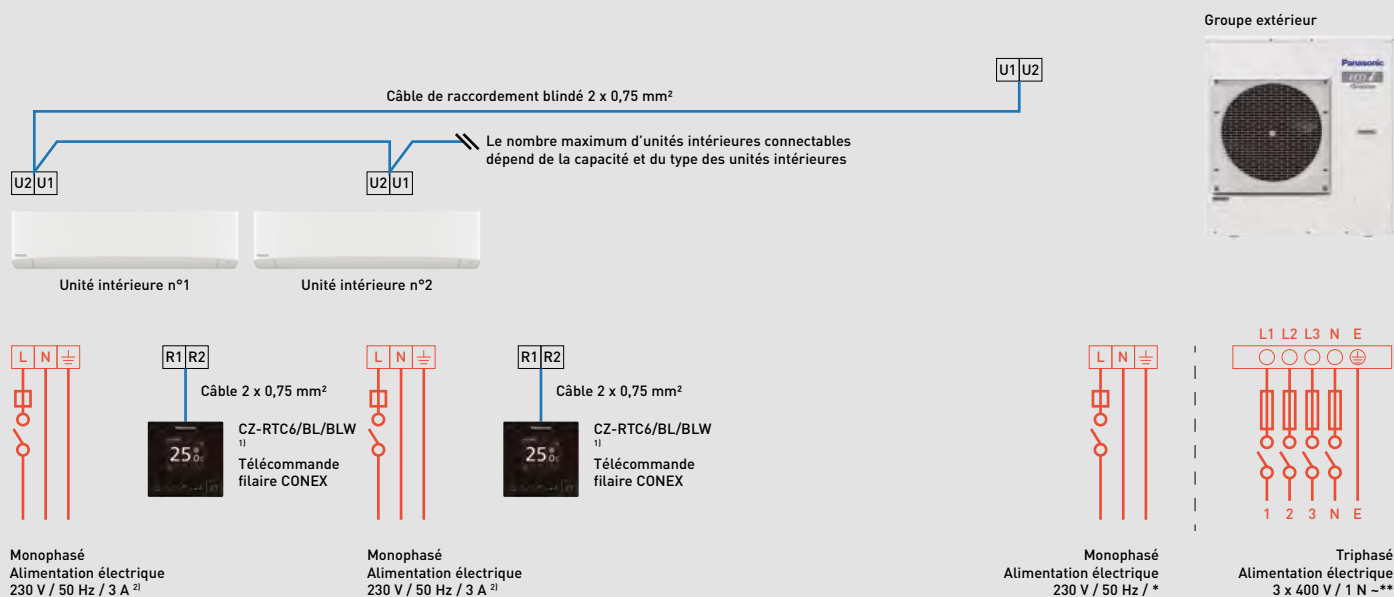 Groupe extérieur
Panasonic
U1 U2
Câble de raccordement blindé 2 x 0,75 mm²
Le nombre maximum d'unités intérieures connectables
dépend de la capacité et du type des unités intérieures
U2 U1
U2 U1
Unité intérieure n°1
Unité intérieure n°2
L N
R1 R2
Câble 2 x 0,75 mm²
CZ-RTC6/BL/BLW
1)
Télécommande
filaire CONEX
25
L N
R1 R2
Câble 2 x 0,75 mm²
CZ-RTC6/BL/BLW
1)
Télécommande
filaire CONEX
25
L N
L1 L2 L3 N E
1 2 3 N E
Monophasé
Alimentation électrique
230 V / 50 Hz / 3 A 2)
Monophasé
Alimentation électrique
230 V / 50 Hz / 3 A 2)
Monophasé
Alimentation électrique
230 V / 50 Hz / *
Triphasé
Alimentation électrique
3 x 400 V / 1 N ~**